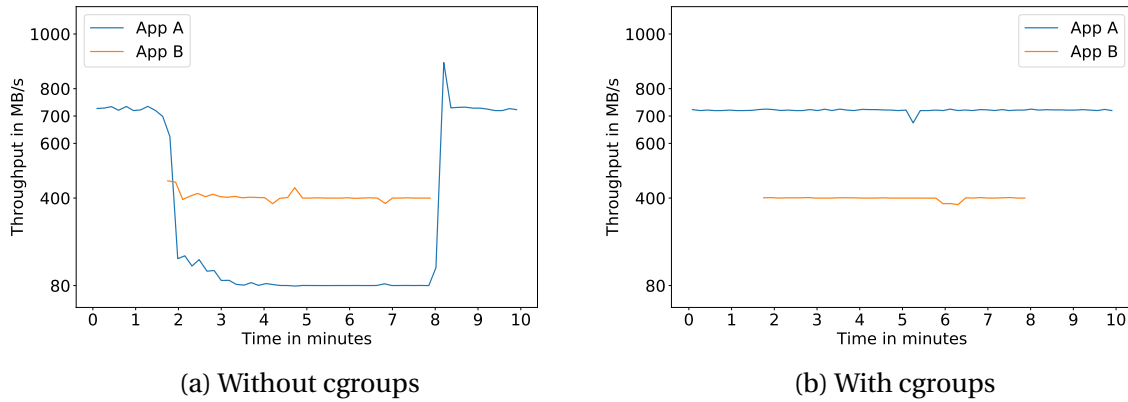 App A
App B
Throughput in MB/s
1000
800
700
600
400
80
0 1 2 3 4 5 6 7 8 9 10
Time in minutes
(a) Without cgroups
App A
App B
Throughput in MB/s
1000
800
700
600
400
80
0 1 2 3 4 5 6 7 8 9 10
Time in minutes
(b) With cgroups